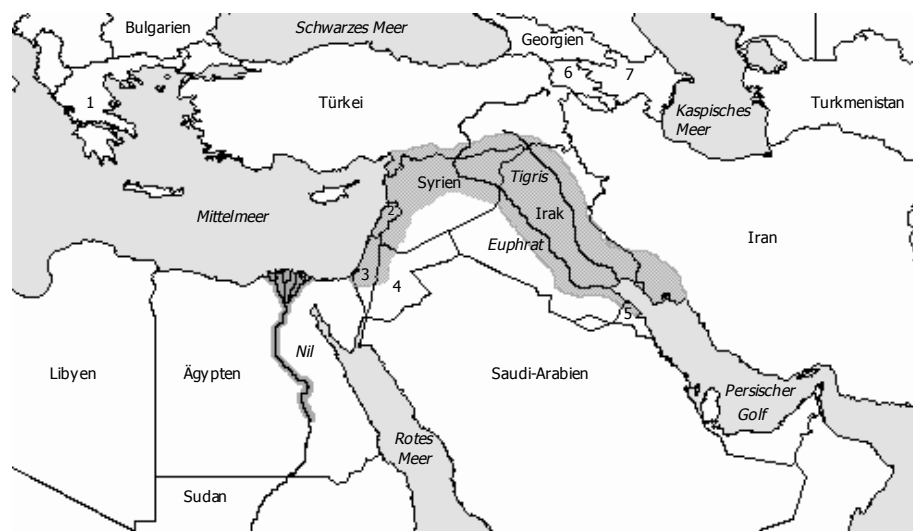 Bulgarien
Schwarzes Meer
Georgien
6
7
1
Türkei
Kaspisches
Meer
Turkmenistan
Syrien
Tigris
Mittelmeer
2
Irak
Iran
Euphrat
3
4
5
Libyen
Ägypten
Nil
Saudi-Arabien
Persischer
Golf
Rotes
Meer
Sudan